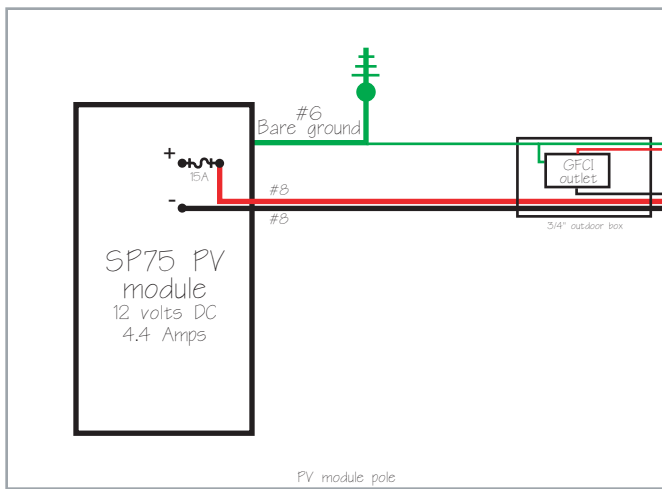 #6
Bare ground
+
15A
-
#8
#8
GFCI
outlet
3/4" outdoor box
SP75 PV
module
12 volts DC
4.4 Amps
PV module pole